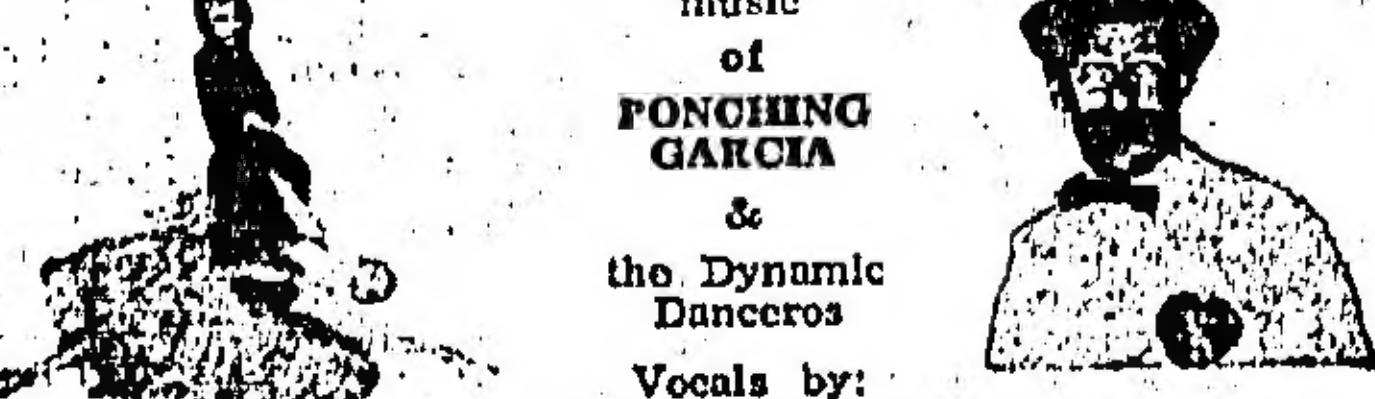 music
of
PONCHING
GARCIA
&
the Dynamic
Danceros
Vocals by: